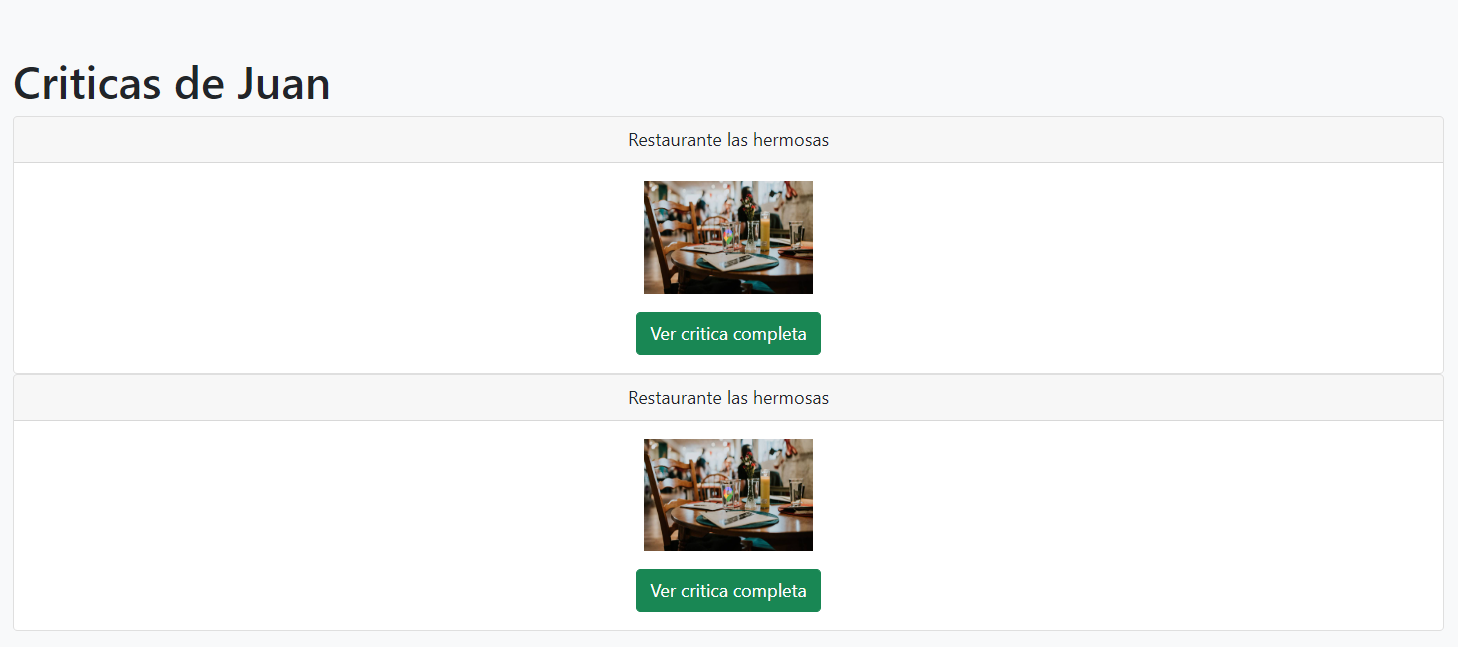 Criticas de Juan
Restaurante las hermosas
Ver critica completa
Restaurante las hermosas
Ver critica completa